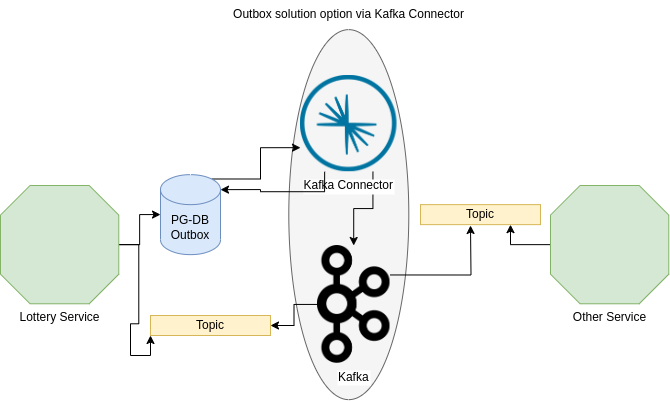 Outbox solution option via Kafka Connector
Kafka Connector
PG-DB
Outbox
Topic
Lottery Service
Other Service
Topic
Kafka